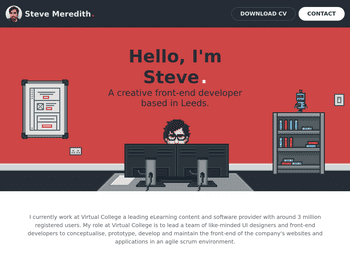 Steve Meredith.
DOWNLOAD CV
CONTACT
Hello, I'm
Steve.
A creative front-end developer
based in Leeds.
I currently work at Virtual College a leading eLearning content and software provider with around 3 million
registered users. My role at Virtual College is to lead a team of like-minded UI designers and front-end
developers to conceptualise, prototype, develop and maintain the front-end of the company's websites and
applications in an agile scrum environment.